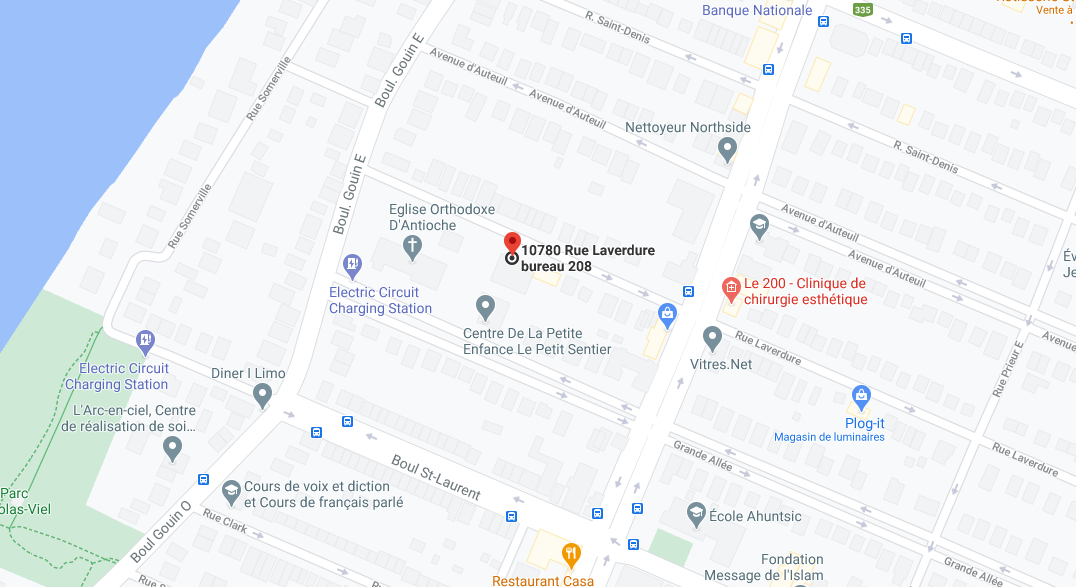 Banque Nationale
335
Rôtisserie St
Vente à
R. Saint-Denis
Boul. Gouin E
Avenue d'Auteuil
Avenue d'Auteuil
Rue Somerville
Nettoyeur Northside
R. Saint-Denis
Boul. Gouin E
Rue Somerville
Eglise Orthodoxe
D'Antioche
Avenue d'Auteuil
Avenue d'Auteuil
10780 Rue Laverdure
bureau 208
Év
Je
Electric Circuit
Charging Station
Le 200 - Clinique de
chirurgie esthétique
Centre De La Petite
Enfance Le Petit Sentier
Avenue
Rue Laverdure
Vitres.Net
Rue Prieur E
Electric Circuit
Charging Station
Diner I Limo
L'Arc-en-ciel, Centre
de réalisation de soi...
Plog-it
Magasin de luminaires
Grande Allée
Rue Laverdure
Boul St-Laurent
Parc
olas-Viel
Cours de voix et diction
et Cours de français parlé
Boul Gouin O
Rue Clark
École Ahuntsic
Fondation
Message de l'Islam
Grande Allée
Restaurant Casa
Rue